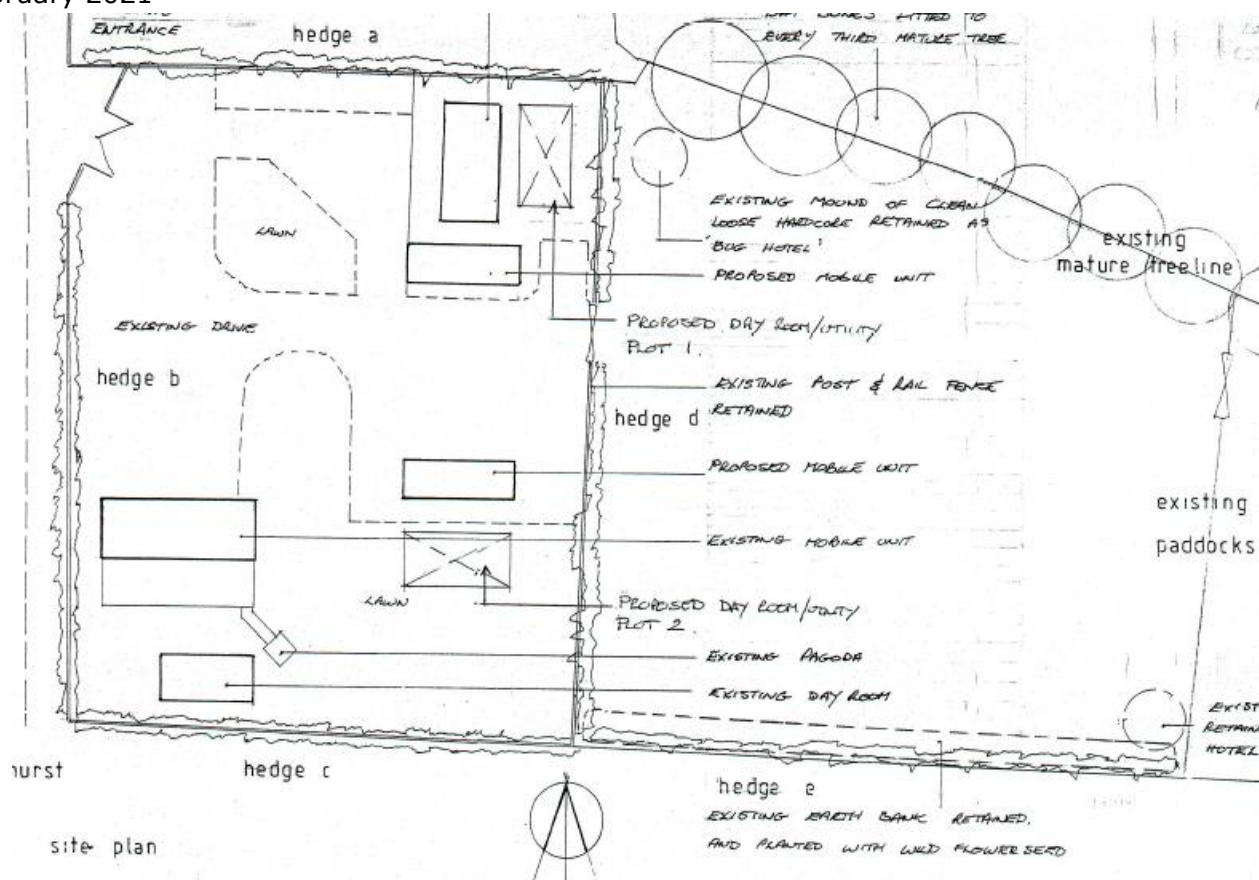 2021
ENTRANCE
hedge a
EVERY THIRD MATURE TREE
LAWN
EXISTING MOUND OF CLEAN
LOOSE HARDCORE RETAINED AS
'BUG HOTEL'
existing
mature treeline
PROPOSED MOBILE UNIT
EXISTING DRIVE
PROPOSED DAY ROOM/UTILITY
PLOT 1.
hedge b
EXISTING POST & RAIL FENCE
RETAINED
hedge d
PROPOSED MOBILE UNIT
existing
paddocks
EXISTING MOBILE UNIT
LAWN
PROPOSED DAY ROOM/UTILITY
PLOT 2
EXISTING PAGODA
EXISTING DAY ROOM
HOTEL
hedge c
hedge e
EXISTING EARTH BANK RETAINED.
AND PLANTED WITH WILD FLOWER SEED
site plan